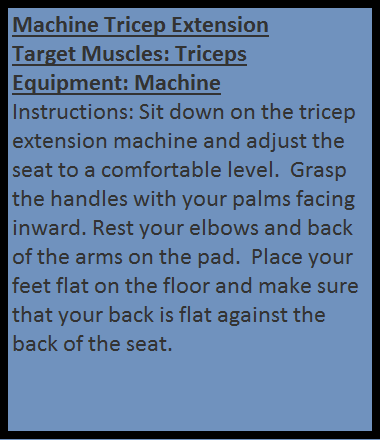 Machine Tricep Extension
Target Muscles: Triceps
Equipment: Machine
Instructions: Sit down on the tricep
extension machine and adjust the
seat to a comfortable level.  Grasp
the handles with your palms facing
inward. Rest your elbows and back
of the arms on the pad.  Place your
feet flat on the floor and make sure
that your back is flat against the
back of the seat.